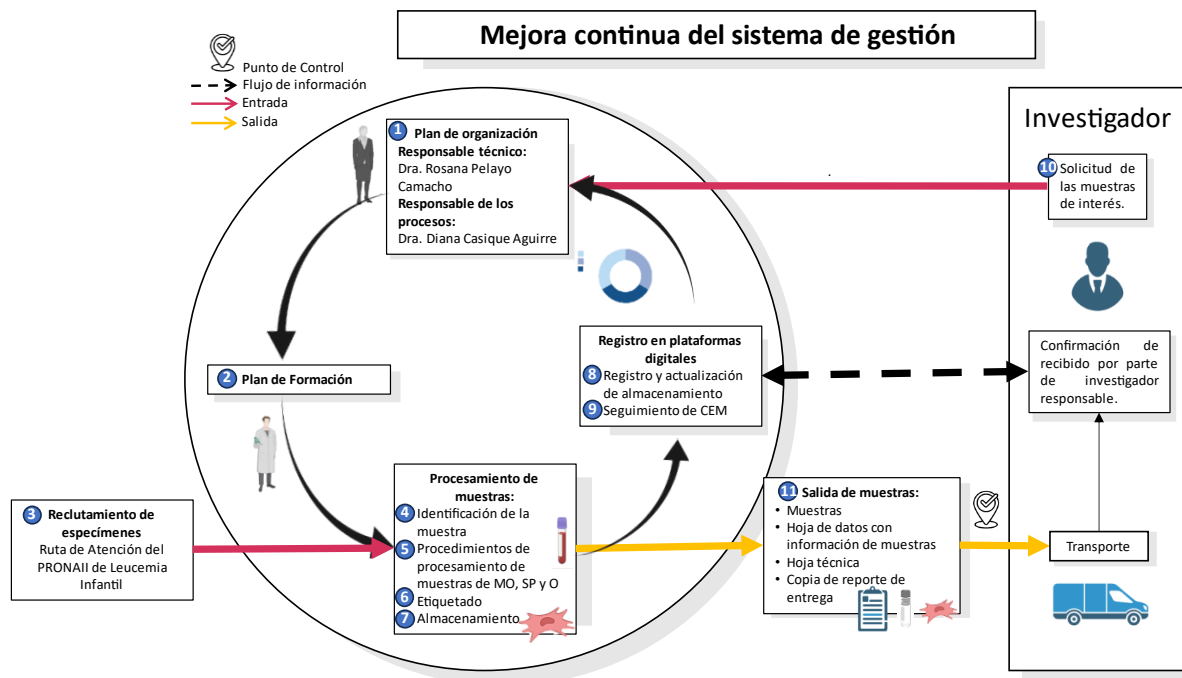 Mejora continua del sistema de gestión
Punto de Control
Flujo de información
Entrada
Salida
1 Plan de organización
Responsable técnico:
Dra. Rosana Pelayo
Camacho
Responsable de los
procesos:
Dra. Diana Casique Aguirre
2 Plan de Formación
3 Reclutamiento de
especímenes
Ruta de Atención del
PRONAII de Leucemia
Infantil
Procesamiento de
muestras:
4 Identificación de la
muestra
5 Procedimientos de
procesamiento de
muestras de MO, SP y O
6 Etiquetado
7 Almacenamiento
Registro en plataformas
digitales
8 Registro y actualización
de almacenamiento
9 Seguimiento de CEM
11 Salida de muestras:
• Muestras
• Hoja de datos con
información de muestras
• Hoja técnica
• Copia de reporte de
entrega
Investigador
10 Solicitud de
las muestras
de interés.
Confirmación de
recibido por parte
de investigador
responsable.
Transporte